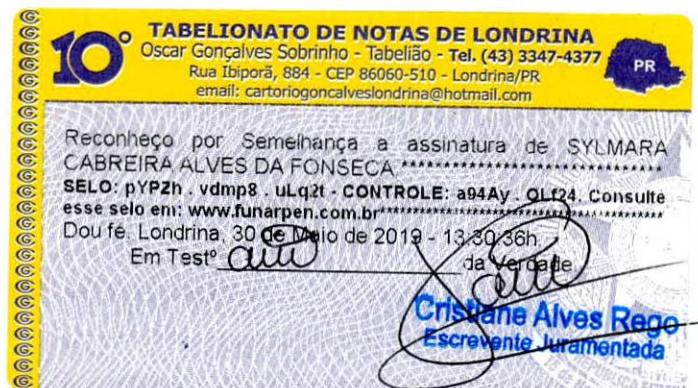 10º
TABELIONATO DE NOTAS DE LONDRINA
Oscar Gonçalves Sobrinho - Tabelião - Tel. (43) 3347-4377
Rua Ibiporã, 884 - CEP 86060-510 - Londrina/PR
email: cartoriogoncalveslondrina@hotmail.com
PR
Reconheço por Semelhança a assinatura de SYLMARA
CABREIRA ALVES DA FONSECA
SELO: pYPZh . vdmp8 . uLq2t - CONTROLE: a94Ay . OLf24. Consulte
esse selo em: www.funarpen.com.br
Dou fé. Londrina, 30 de Maio de 2019 - 13:30:36h.
Em Testº da Verdade
Cristiane Alves Rego
Escrevente Juramentada